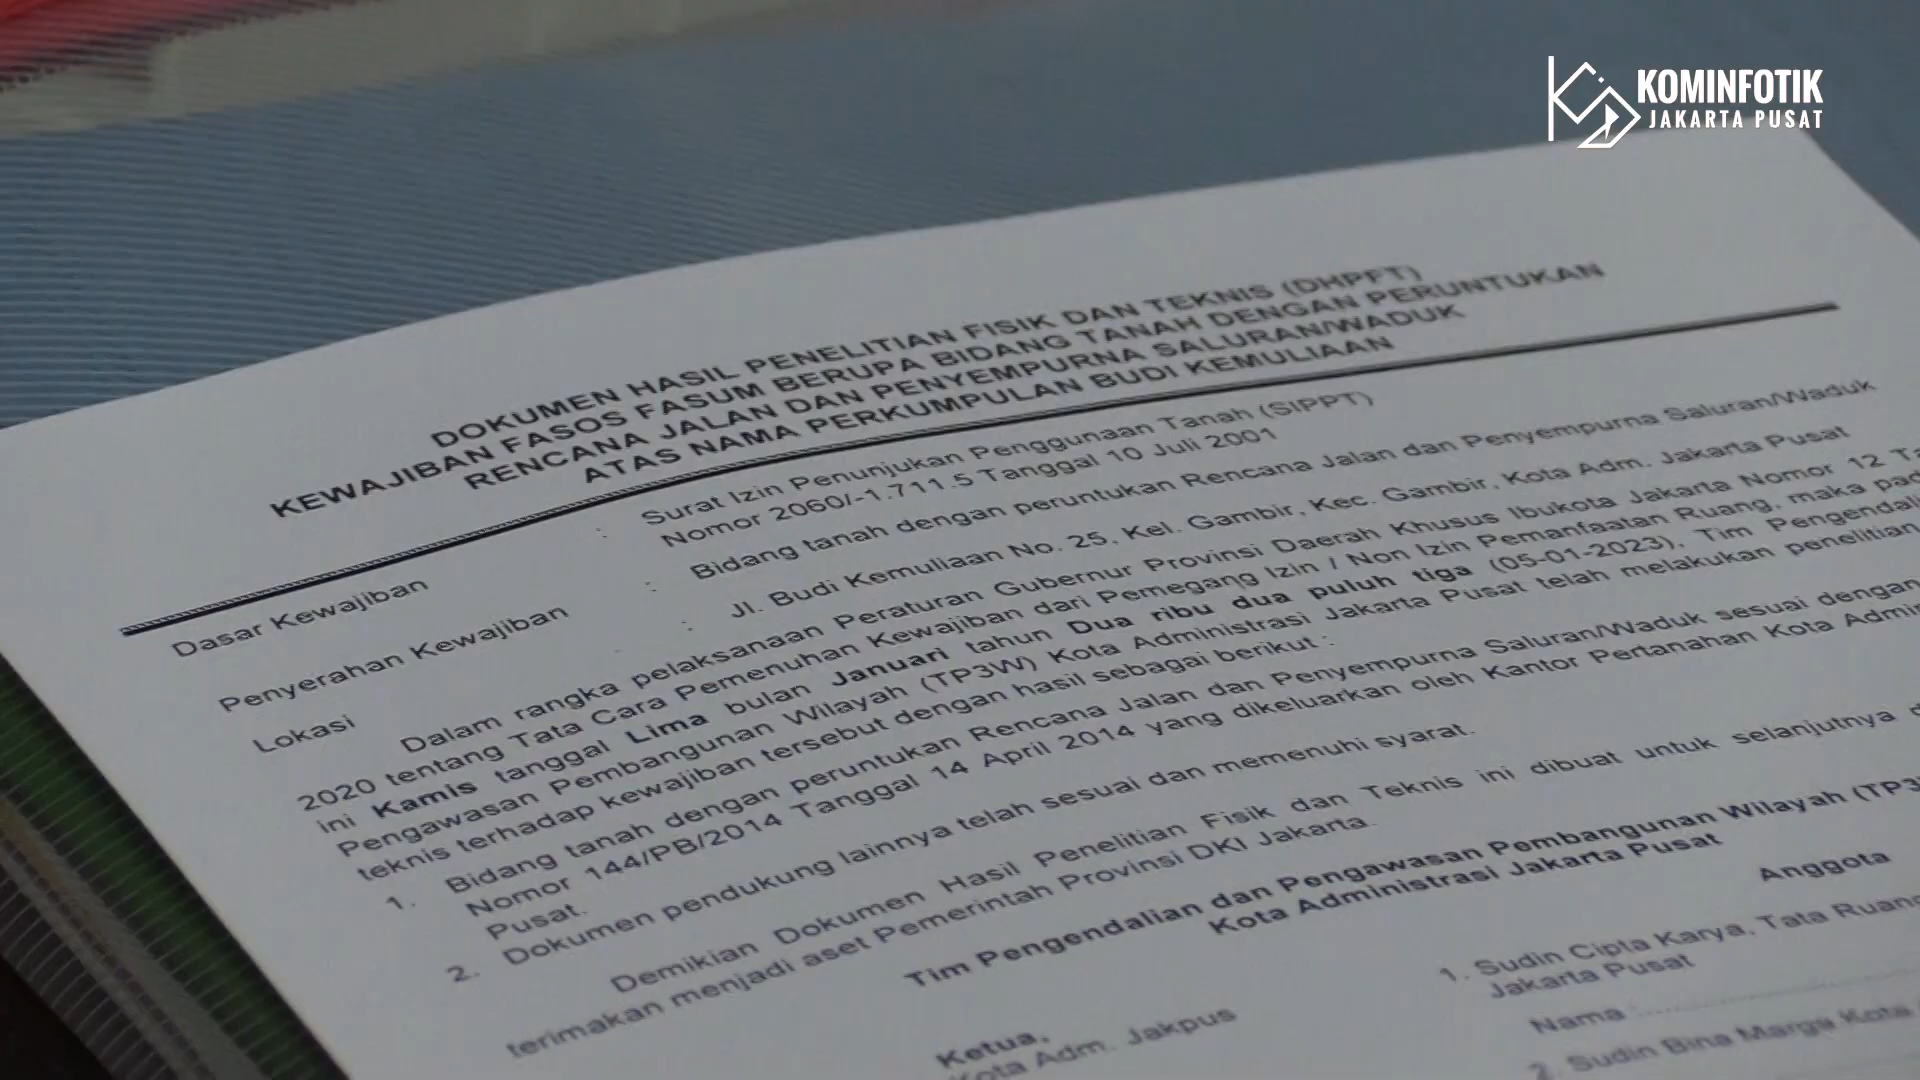 KOMINFOTIK
JAKARTA PUSAT
DOKUMEN HASIL PENELITIAN FISIK DAN TEKNIS (DHPFT)
KEWAJIBAN FASOS FASUM BERUPA BIDANG TANAH DENGAN PERUNTUKAN
RENCANA JALAN DAN PENYEMPURNA SALURAN/WADUK
ATAS NAMA PERKUMPULAN BUDI KEMULIAAN
Dasar Kewajiban : Surat Izin Penunjukan Penggunaan Tanah (SIPPT)
Nomor 2060/-1.711.5 Tanggal 10 Juli 2001
Penyerahan Kewajiban : Bidang tanah dengan peruntukan Rencana Jalan dan Penyempurna Saluran/Waduk
Lokasi : Jl. Budi Kemuliaan No. 25, Kel. Gambir, Kec. Gambir, Kota Adm. Jakarta Pusat
Dalam rangka pelaksanaan Peraturan Gubernur Provinsi Daerah Khusus Ibukota Jakarta Nomor 12
2020 tentang Tata Cara Pemenuhan Kewajiban dari Pemegang Izin / Non Izin Pemanfaatan Ruang, maka
ini Kamis tanggal Lima bulan Januari tahun Dua ribu dua puluh tiga (05-01-2023), Tim
Pengawasan Pembangunan Wilayah (TP3W) Kota Administrasi Jakarta Pusat telah melakukan penelitian
teknis terhadap kewajiban tersebut dengan hasil sebagai berikut :
1. Bidang tanah dengan peruntukan Rencana Jalan dan Penyempurna Saluran/Waduk sesuai dengan
Nomor 144/PB/2014 Tanggal 14 April 2014 yang dikeluarkan oleh Kantor Pertanahan Kota
Pusat.
2. Dokumen pendukung lainnya telah sesuai dan memenuhi syarat.
Demikian Dokumen Hasil Penelitian Fisik dan Teknis ini dibuat untuk selanjutnya
terimakan menjadi aset Pemerintah Provinsi DKI Jakarta.
Tim Pengendalian dan Pengawasan Pembangunan Wilayah
Kota Administrasi Jakarta Pusat
Anggota
Ketua,
Kota Adm. Jakpus
1. Sudin Cipta Karya, Tata Ruang
Jakarta Pusat
Nama :
2. Sudin Bina Marga Kota